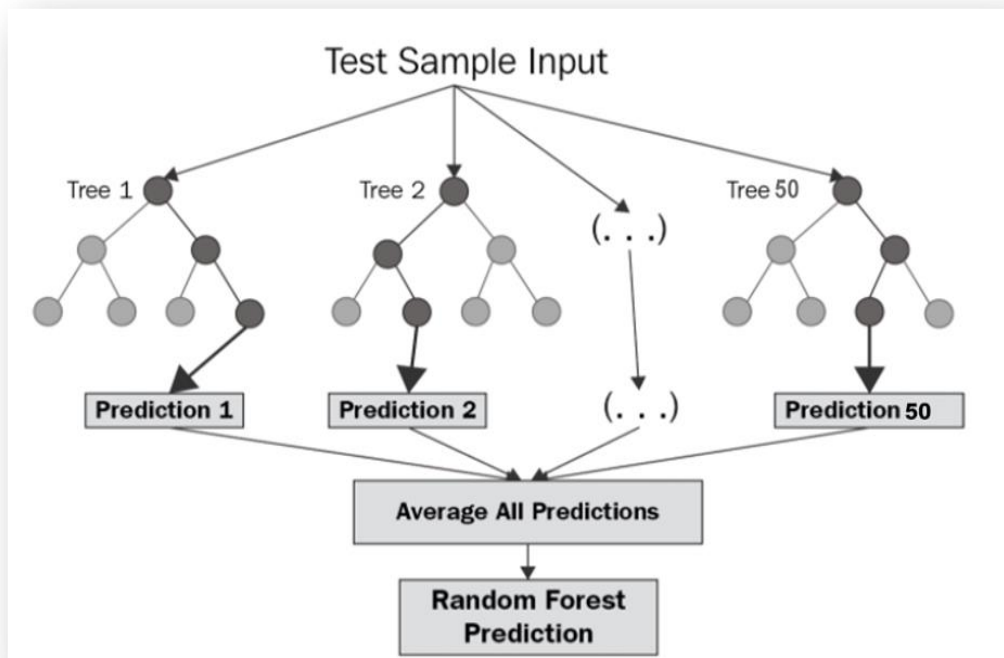 Test Sample Input
Tree 1
Tree 2
Tree 50
(. . .)
Prediction 1
Prediction 2
(. . .)
Prediction 50
Average All Predictions
Random Forest
Prediction